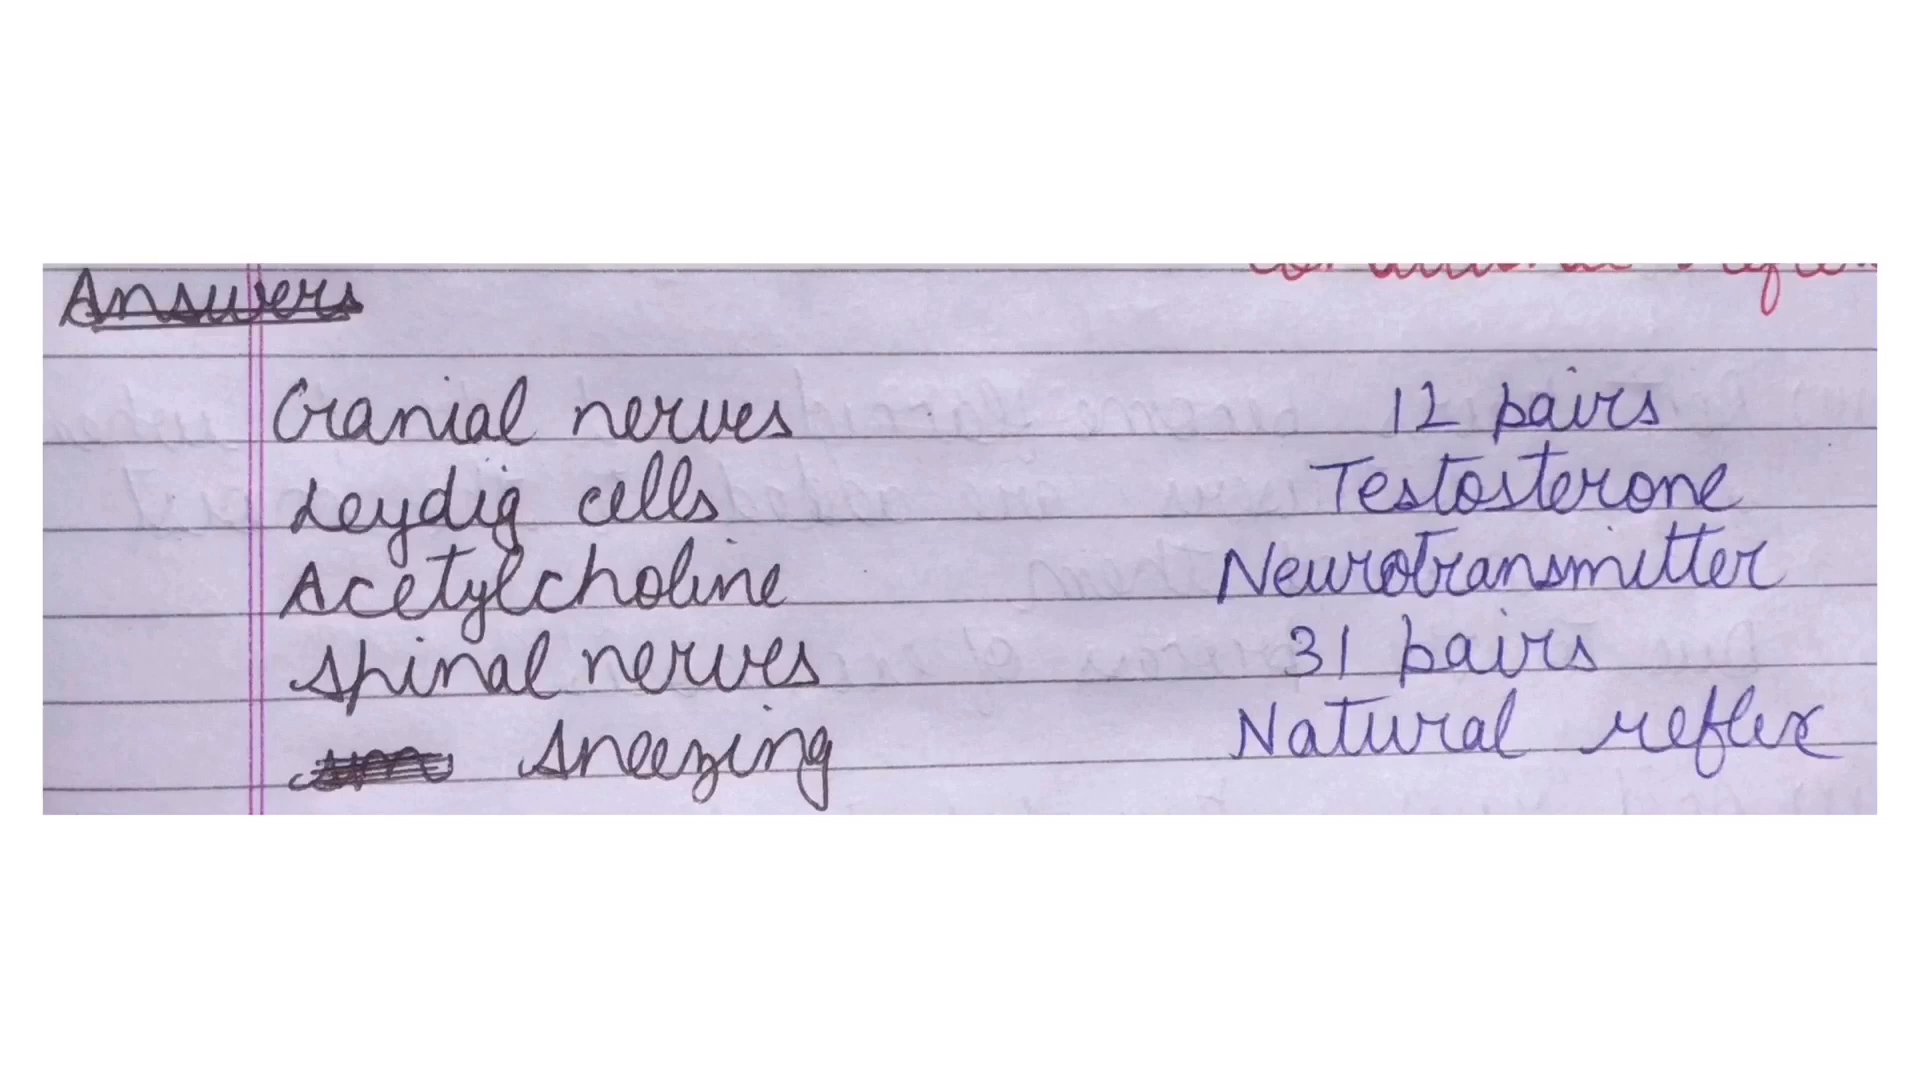 Answers
Cranial nerves 12 pairs
Leydig cells Testosterone
Acetylcholine Neurotransmitter
Spinal nerves 31 pairs
Sneezing Natural reflex